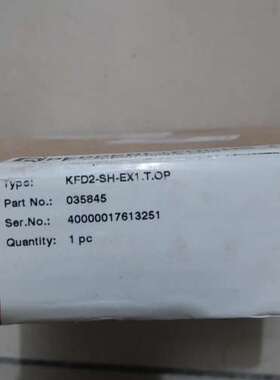 Type: KFD2-SH-EX1.T.OP
Part No.: 035845
Ser.No.: 40000017613251
Quantity: 1 pc